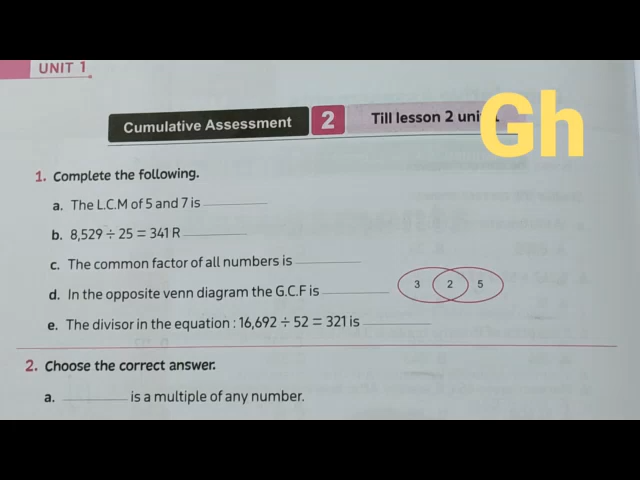 UNIT 1
Cumulative Assessment 2 Till lesson 2 unit 1
Gh
1. Complete the following.
a. The L.C.M of 5 and 7 is
b. 8,529 ÷ 25 = 341 R
c. The common factor of all numbers is
d. In the opposite venn diagram the G.C.F is
3 2 5
e. The divisor in the equation : 16,692 ÷ 52 = 321 is
2. Choose the correct answer.
a. is a multiple of any number.